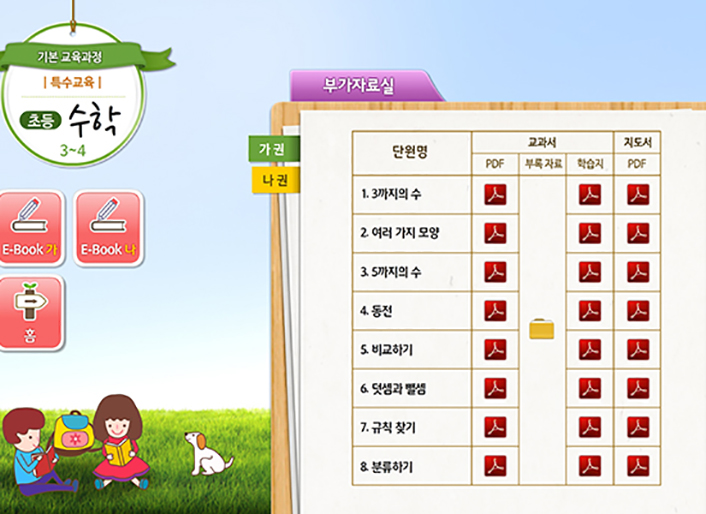 기본 교육과정
| 특수교육 |
초등 수학
3~4
E-Book 가
E-Book 나
홈
부가자료실
가 권
나 권
단원명 교과서 지도서
PDF 부록 자료 학습지 PDF
1. 3까지의 수
2. 여러 가지 모양
3. 5까지의 수
4. 동전
5. 비교하기
6. 덧셈과 뺄셈
7. 규칙 찾기
8. 분류하기